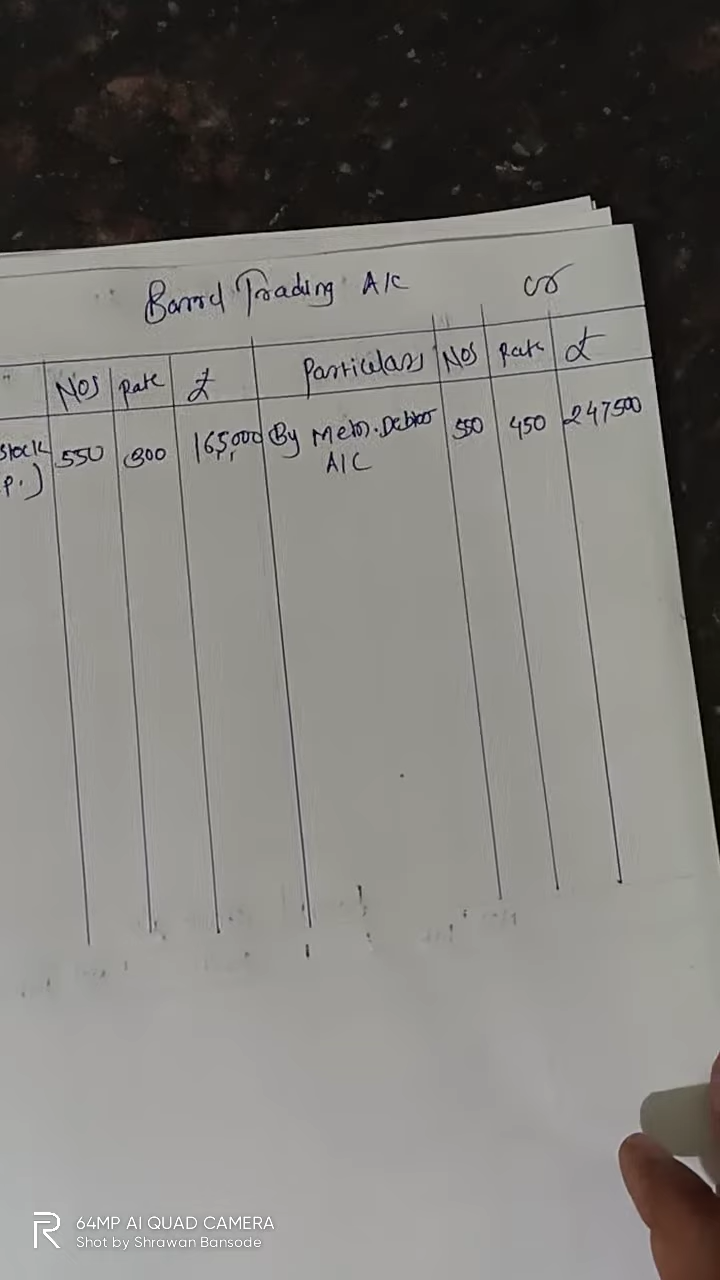 Barrel Trading A/C Cr
Nos Rate ₹ Particulars Nos Rate ₹
Stock 550 300 165,000 By Mem. Debtor 550 450 247500
p.) A/C
64MP AI QUAD CAMERA
Shot by Shrawan Bansode